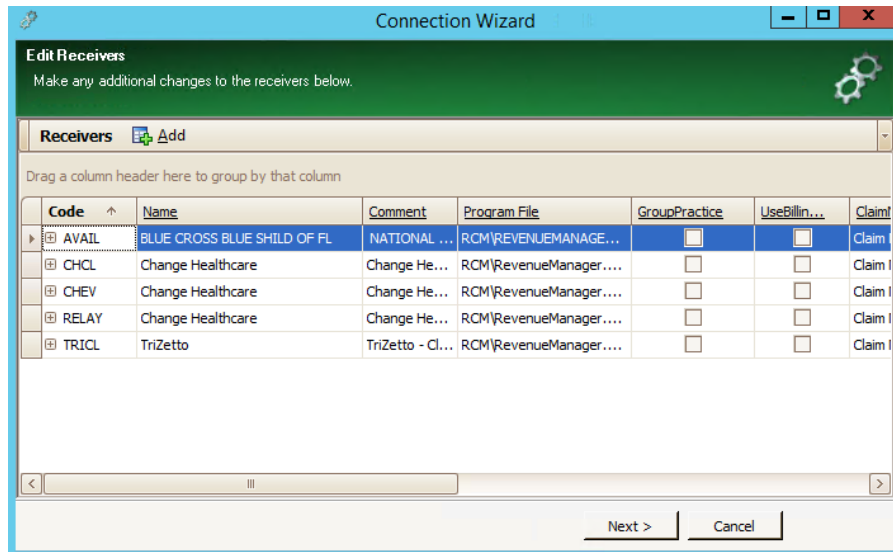 Connection Wizard
Edit Receivers
Make any additional changes to the receivers below.
Receivers Add
Drag a column header here to group by that column
Code Name Comment Program File GroupPractice UseBillin...
AVAIL BLUE CROSS BLUE SHILD OF FL NATIONAL ... RCM\REVENUEMANAGE... Claim
CHCL Change Healthcare Change He... RCM\RevenueManager.... Claim
CHEV Change Healthcare Change He... RCM\RevenueManager.... Claim
RELAY Change Healthcare Change He... RCM\RevenueManager.... Claim
TRICL TriZetto TriZetto - Cl... RCM\RevenueManager.... Claim
Next > Cancel